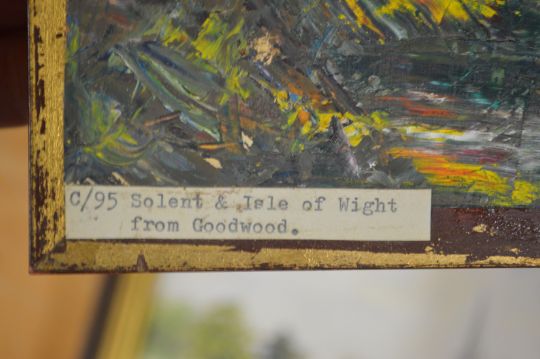 C/95 Solent & Isle of Wight
from Goodwood.